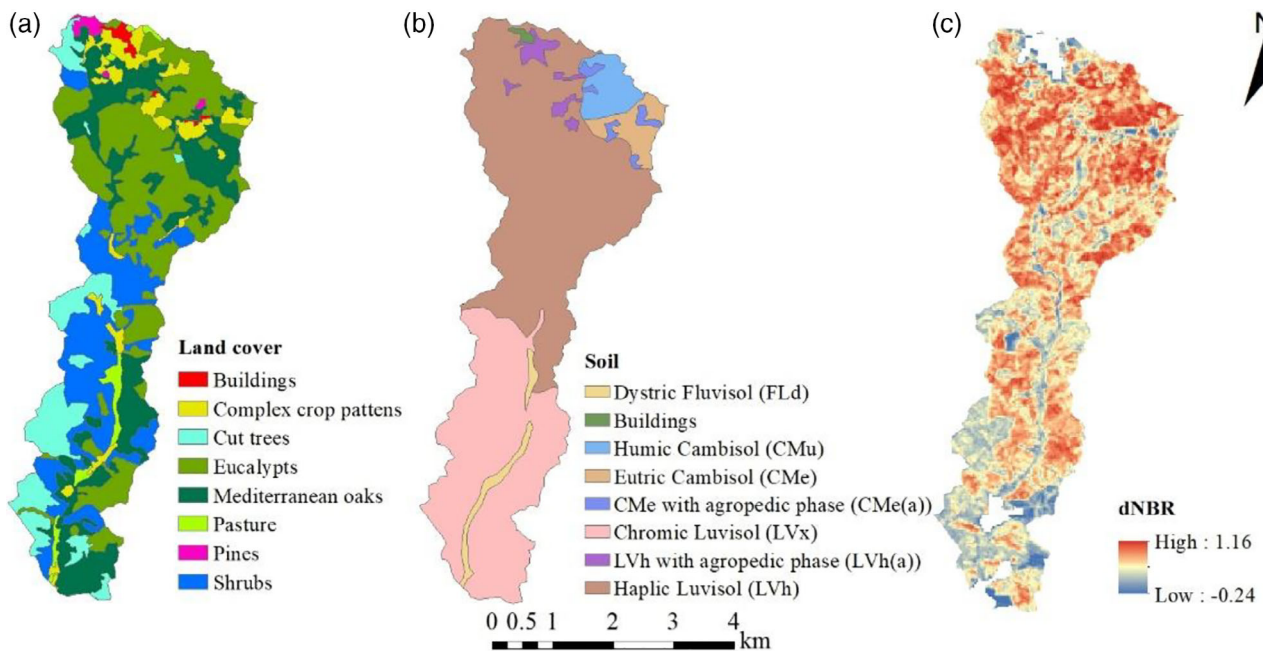 (a)
(b)
(c)
N
Land cover
Buildings
Complex crop pattens
Cut trees
Eucalypts
Mediterranean oaks
Pasture
Pines
Shrubs
Soil
Dystric Fluvisol (FLd)
Buildings
Humic Cambisol (CMu)
Eutric Cambisol (CMe)
CMe with agropedic phase (CMe(a))
Chromic Luvisol (LVx)
LVh with agropedic phase (LVh(a))
Haplic Luvisol (LVh)
0 0.5 1 2 3 4
km
dNBR
High : 1.16
Low : -0.24